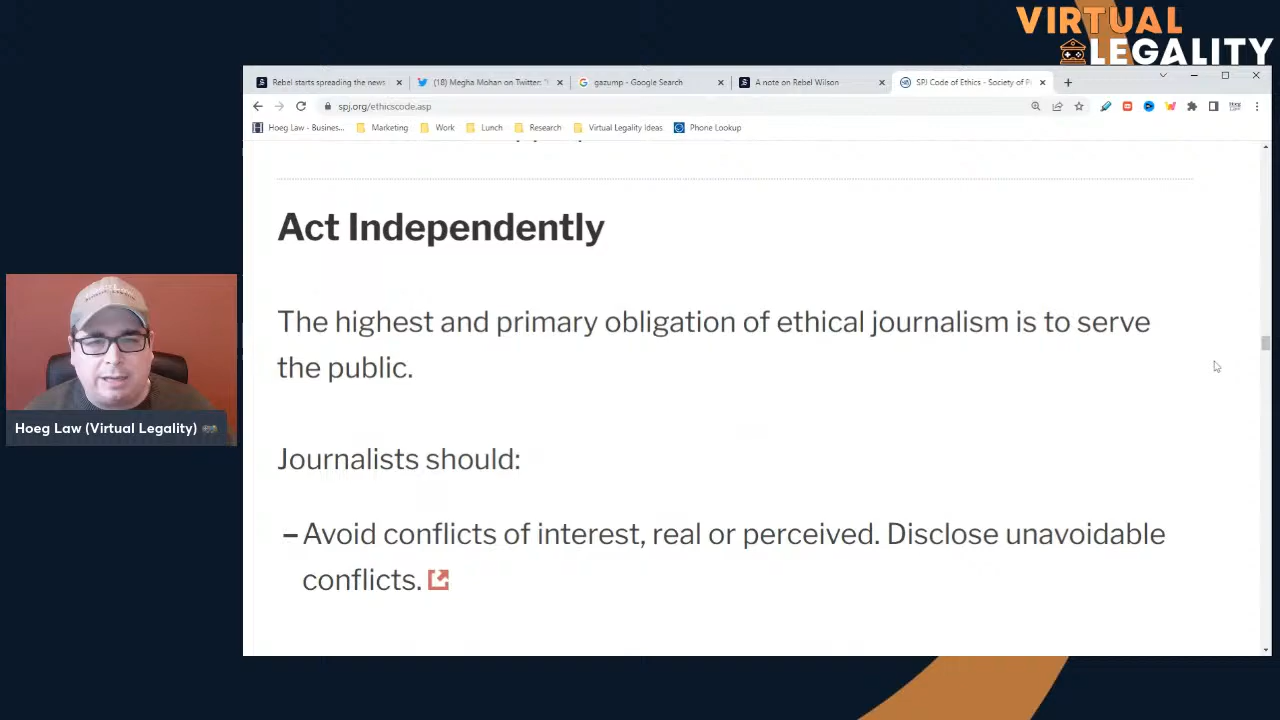 VIRTUAL
LEGALITY
Rebel starts spreading the news
(18) Megha Mohan on Twitter: "
gazump - Google Search
A note on Rebel Wilson
SPJ Code of Ethics - Society of P
spj.org/ethicscode.asp
Hoeg Law - Busines...
Marketing
Work
Lunch
Research
Virtual Legality Ideas
Phone Lookup
Act Independently
The highest and primary obligation of ethical journalism is to serve
the public.
Journalists should:
– Avoid conflicts of interest, real or perceived. Disclose unavoidable
conflicts.
Hoeg Law (Virtual Legality)